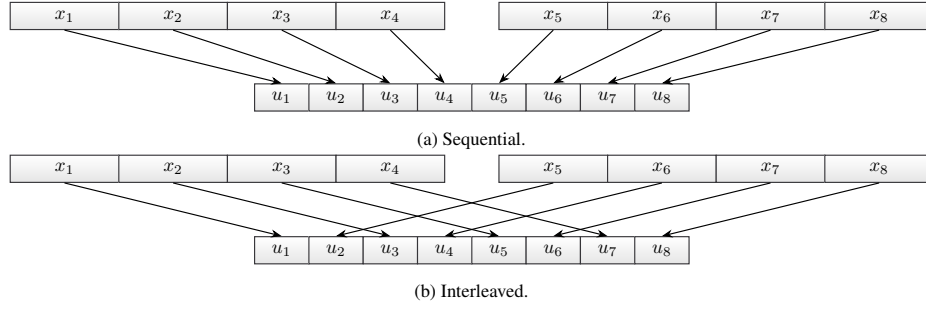 x₁ x₂ x₃ x₄ x₅ x₆ x₇ x₈
u₁ u₂ u₃ u₄ u₅ u₆ u₇ u₈
(a) Sequential.
x₁ x₂ x₃ x₄ x₅ x₆ x₇ x₈
u₁ u₂ u₃ u₄ u₅ u₆ u₇ u₈
(b) Interleaved.